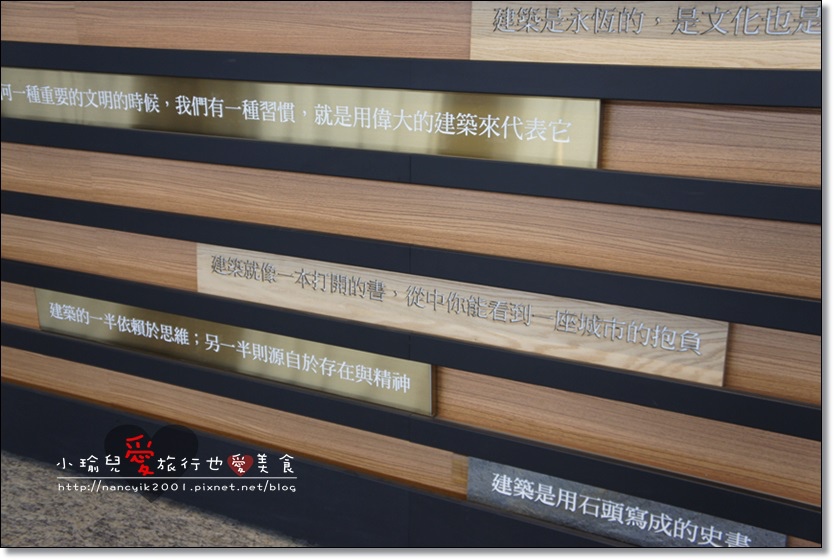 建築是永恆的，是文化也是
何一種重要的文明的時候，我們有一種習慣，就是用偉大的建築來代表它
建築就像一本打開的書，從中你能看到一座城市的抱負
建築的一半依賴於思維；另一半則源自於存在與精神
建築是用石頭寫成的史書
小瑜兒愛旅行也愛美食
http://nancyik2001.pixnet.net/blog